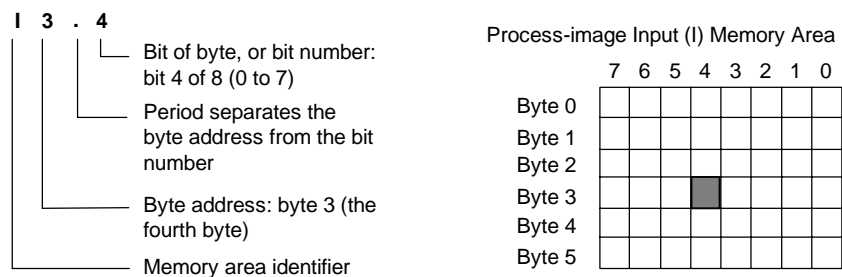 I 3 . 4
Bit of byte, or bit number:
bit 4 of 8 (0 to 7)
Period separates the
byte address from the bit
number
Byte address: byte 3 (the
fourth byte)
Memory area identifier
Process-image Input (I) Memory Area
7 6 5 4 3 2 1 0
Byte 0
Byte 1
Byte 2
Byte 3
Byte 4
Byte 5